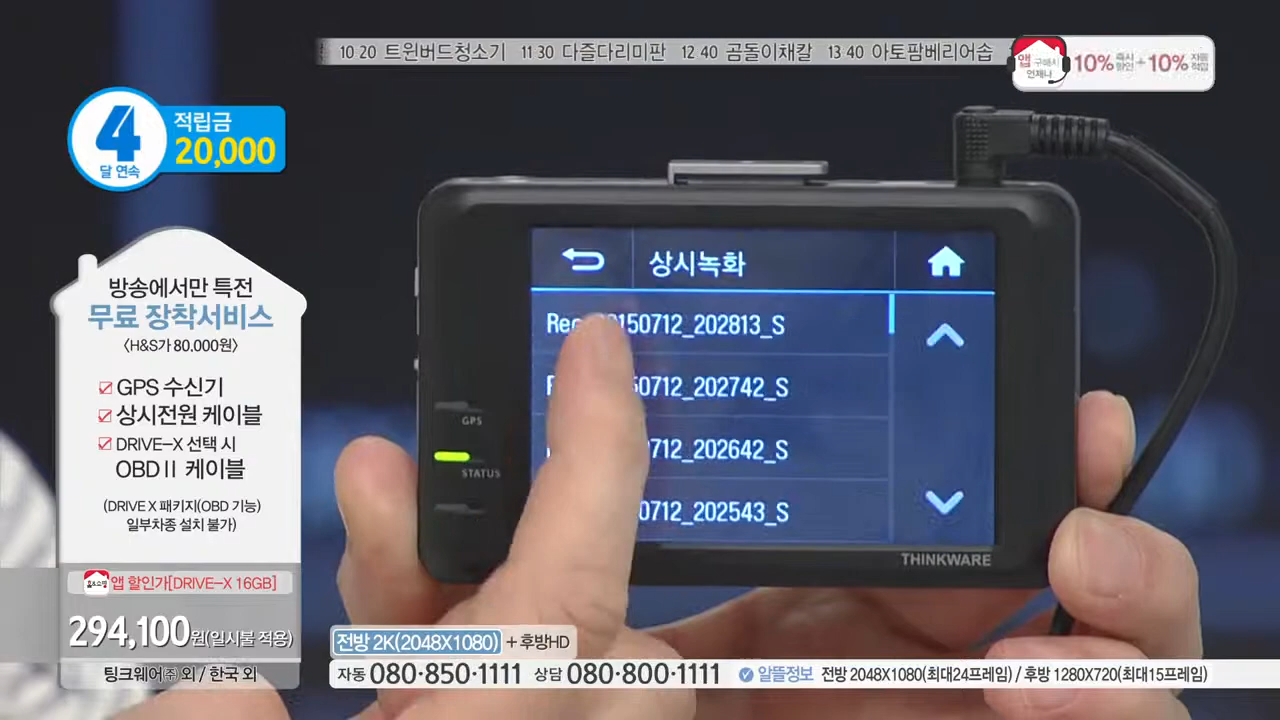 10 20 트윈버드청소기 11 30 다즐다리미판 12 40 곰돌이채칼 13 40 아토팜베리어솝
앱 구매시
언제나
10% 즉시할인 + 10% 자동적립
4
달 연속
적립금
20,000
상시녹화
150712_202813_S
0712_202742_S
712_202642_S
0712_202543_S
GPS
STATUS
THINKWARE
방송에서만 특전
무료 장착서비스
〈H&S가 80.000원〉
GPS 수신기
상시전원 케이블
DRIVE-X 선택 시
OBDⅡ 케이블
(DRIVE X 패키지(OBD 기능)
일부차종 설치 불가)
홈&쇼핑 앱 할인가[DRIVE-X 16GB]
294,100원(일시불 적용)
팅크웨어㈜ 외 / 한국 외
전방 2K(2048X1080) + 후방HD
자동 080·850·1111 상담 080·800·1111 알뜰정보 전방 2048X1080(최대24프레임) / 후방 1280X720(최대15프레임)